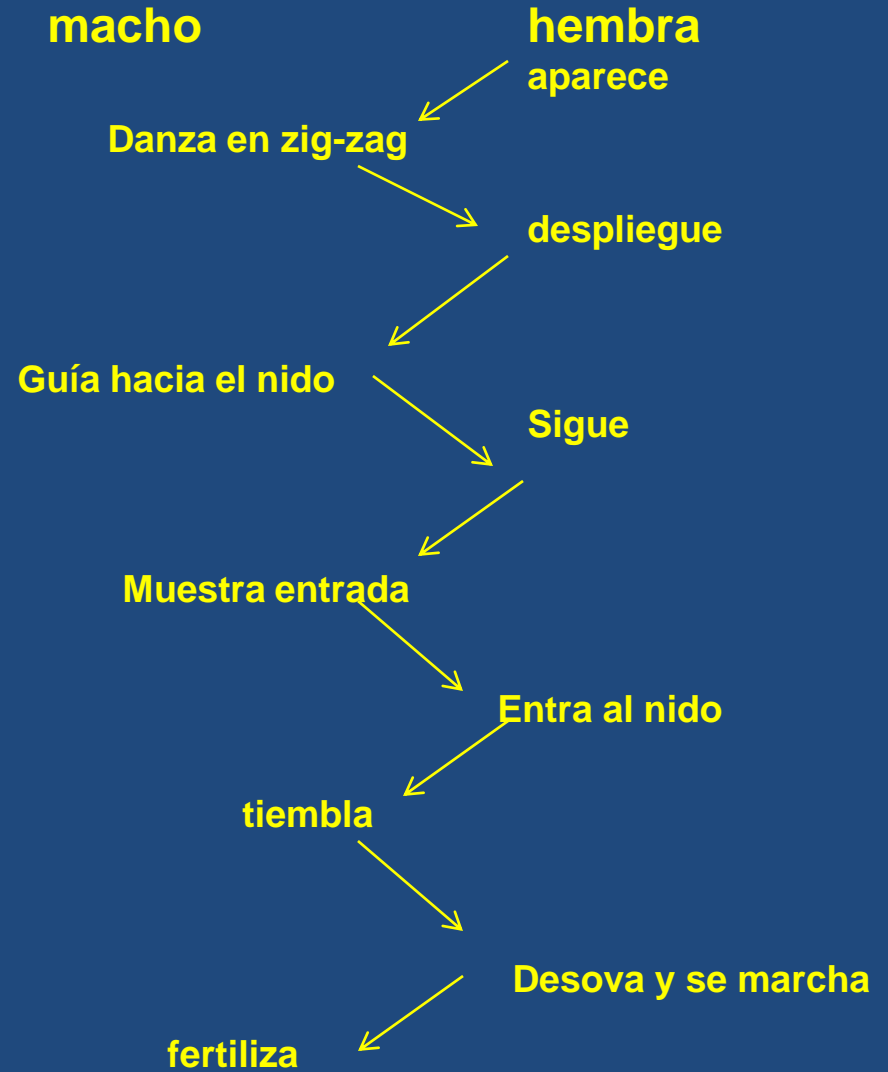 macho hembra
aparece
Danza en zig-zag
despliegue
Guía hacia el nido
Sigue
Muestra entrada
Entra al nido
tiembla
Desova y se marcha
fertiliza